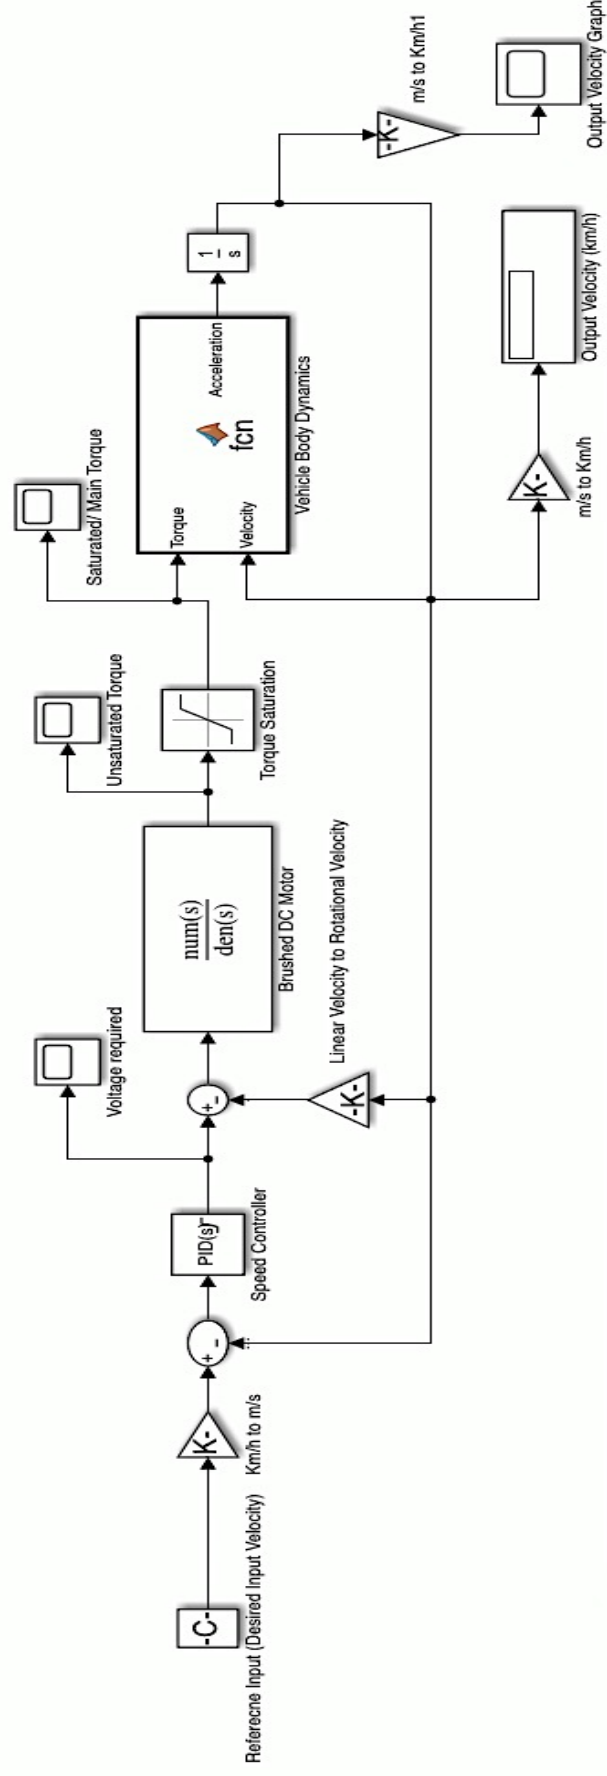 -C-
Referecne Input (Desired Input Velocity)
K-
Km/h to m/s
+
−
PID(s)
Speed Controller
Voltage required
+
−
-K-
Linear Velocity to Rotational Velocity
num(s)
den(s)
Brushed DC Motor
Unsaturated Torque
Torque Saturation
Saturated/ Main Torque
Torque
Velocity
fcn
Acceleration
Vehicle Body Dynamics
1
s
-K-
m/s to Km/h1
Output Velocity Graph
K-
m/s to Km/h
Output Velocity (km/h)